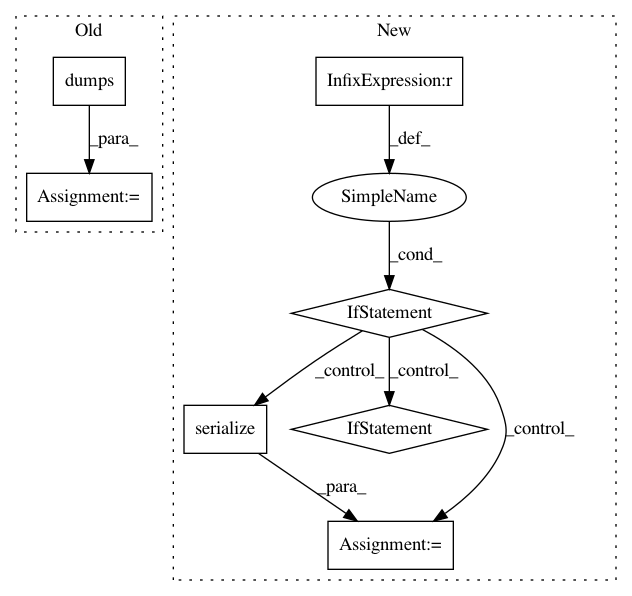 Old
New
dumps
InfixExpression:r
_para_
_def_
Assignment:=
SimpleName
_cond_
IfStatement
_control_
_control_
_control_
serialize
IfStatement
_para_
Assignment:=